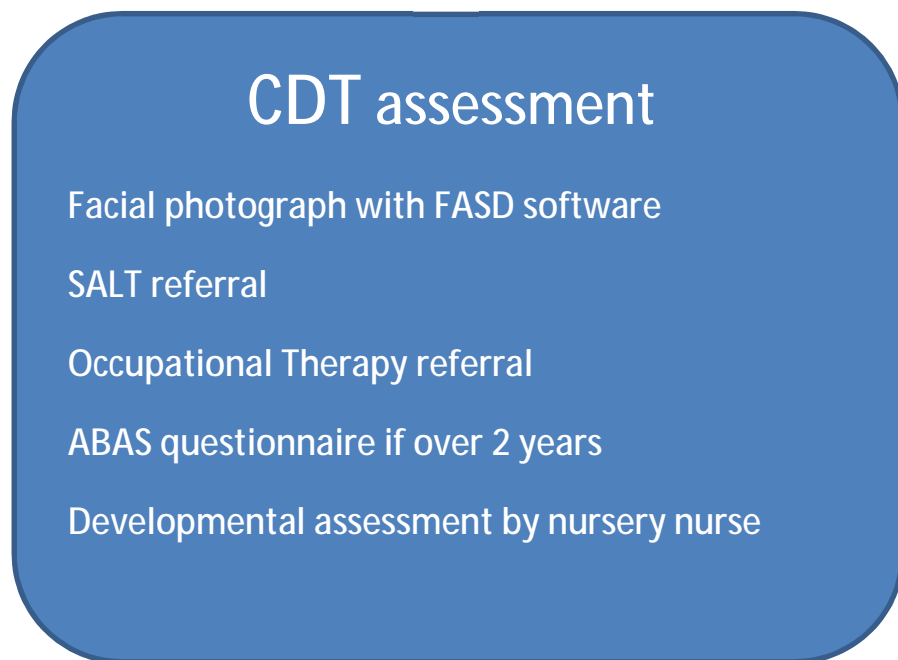 CDT assessment
Facial photograph with FASD software
SALT referral
Occupational Therapy referral
ABAS questionnaire if over 2 years
Developmental assessment by nursery nurse